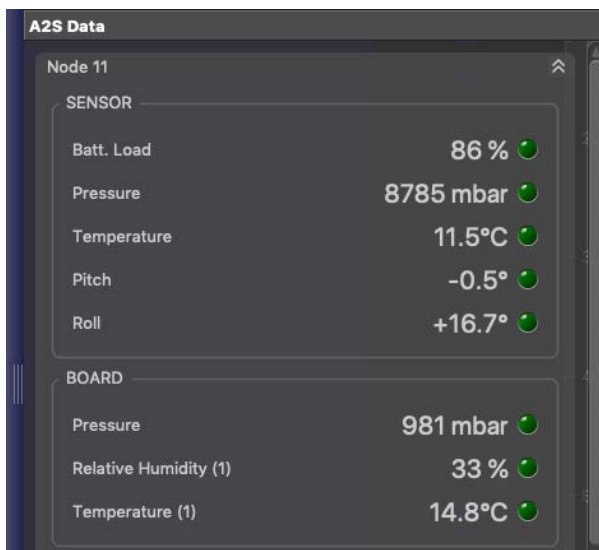 A2S Data
Node 11
SENSOR
Batt. Load 86 %
Pressure 8785 mbar
Temperature 11.5°C
Pitch -0.5°
Roll +16.7°
BOARD
Pressure 981 mbar
Relative Humidity (1) 33 %
Temperature (1) 14.8°C